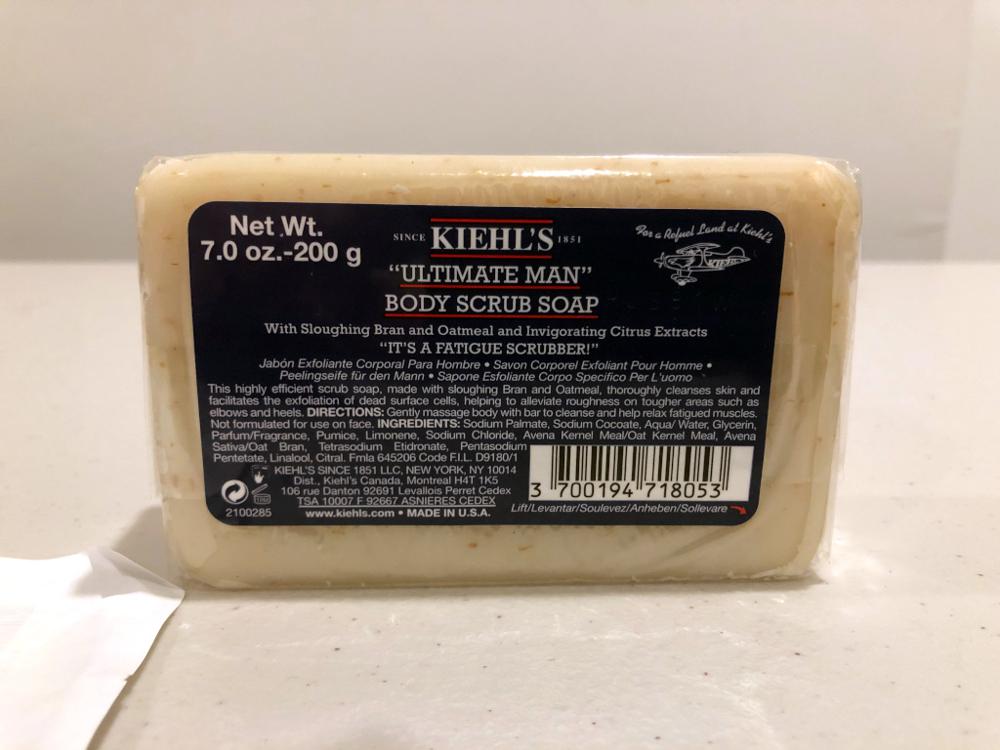 Net Wt.
7.0 oz.-200 g
SINCE KIEHL'S 1851
"ULTIMATE MAN"
BODY SCRUB SOAP
For a Refuel Land at Kiehl's
KIEHL'S
With Sloughing Bran and Oatmeal and Invigorating Citrus Extracts
"IT'S A FATIGUE SCRUBBER!"
Jabón Exfoliante Corporal Para Hombre • Savon Corporel Exfoliant Pour Homme •
Peelingseife für den Mann • Sapone Esfoliante Corpo Specifico Per L'uomo
This highly efficient scrub soap, made with sloughing Bran and Oatmeal, thoroughly cleanses skin and
facilitates the exfoliation of dead surface cells, helping to alleviate roughness on tougher areas such as
elbows and heels. DIRECTIONS: Gently massage body with bar to cleanse and help relax fatigued muscles.
Not formulated for use on face. INGREDIENTS: Sodium Palmate, Sodium Cocoate, Aqua/ Water, Glycerin,
Parfum/Fragrance, Pumice, Limonene, Sodium Chloride, Avena Kernel Meal/Oat Kernel Meal, Avena
Sativa/Oat Bran, Tetrasodium Etidronate, Pentasodium
Pentetate, Linalool, Citral. Fmla 645206 Code F.I.L. D9180/1
KIEHL'S SINCE 1851 LLC, NEW YORK, NY 10014
Dist., Kiehl's Canada, Montreal H4T 1K5
106 rue Danton 92691 Levallois Perret Cedex
TSA 10007 F 92667 ASNIERES CEDEX
2100285
www.kiehls.com • MADE IN U.S.A.
3 700194 718053
Lift/Levantar/Soulevez/Anheben/Sollevare